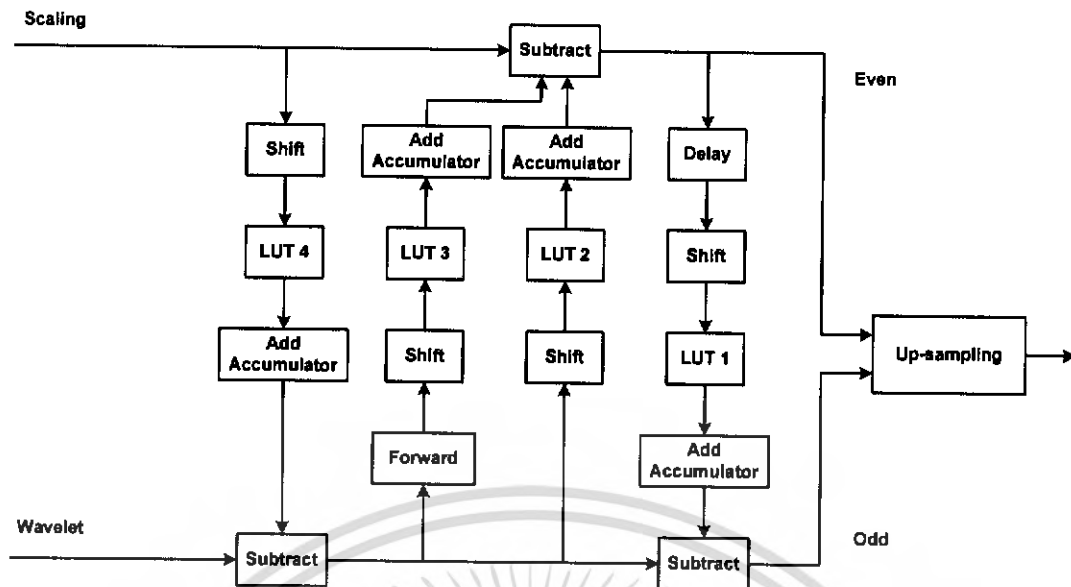 Scaling
Subtract
Even
Shift
Add
Accumulator
Add
Accumulator
Delay
LUT 4
LUT 3
LUT 2
Shift
Add
Accumulator
Shift
Shift
LUT 1
Up-sampling
Forward
Add
Accumulator
Wavelet
Subtract
Subtract
Odd